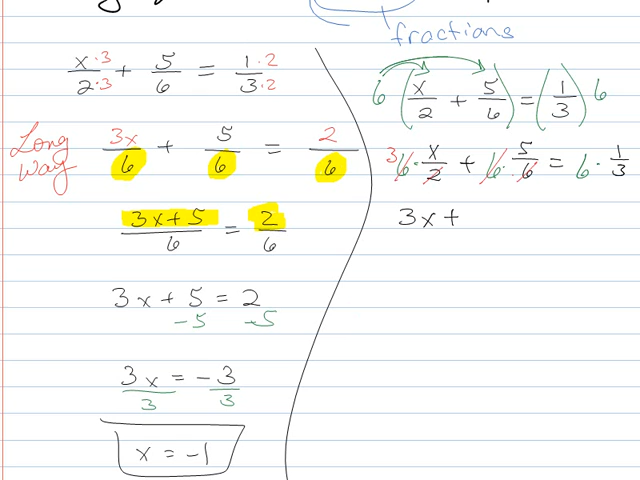 fractions
x·3/2·3 + 5/6 = 1·2/3·2
Long Way 3x/6 + 5/6 = 2/6
3x+5/6 = 2/6
3x + 5 = 2
-5 -5
3x = -3
3 3
x = -1
6 (x/2 + 5/6) = (1/3) 6
3 6 · x/2 + 6 · 5/6 = 6 · 1/3
3x +